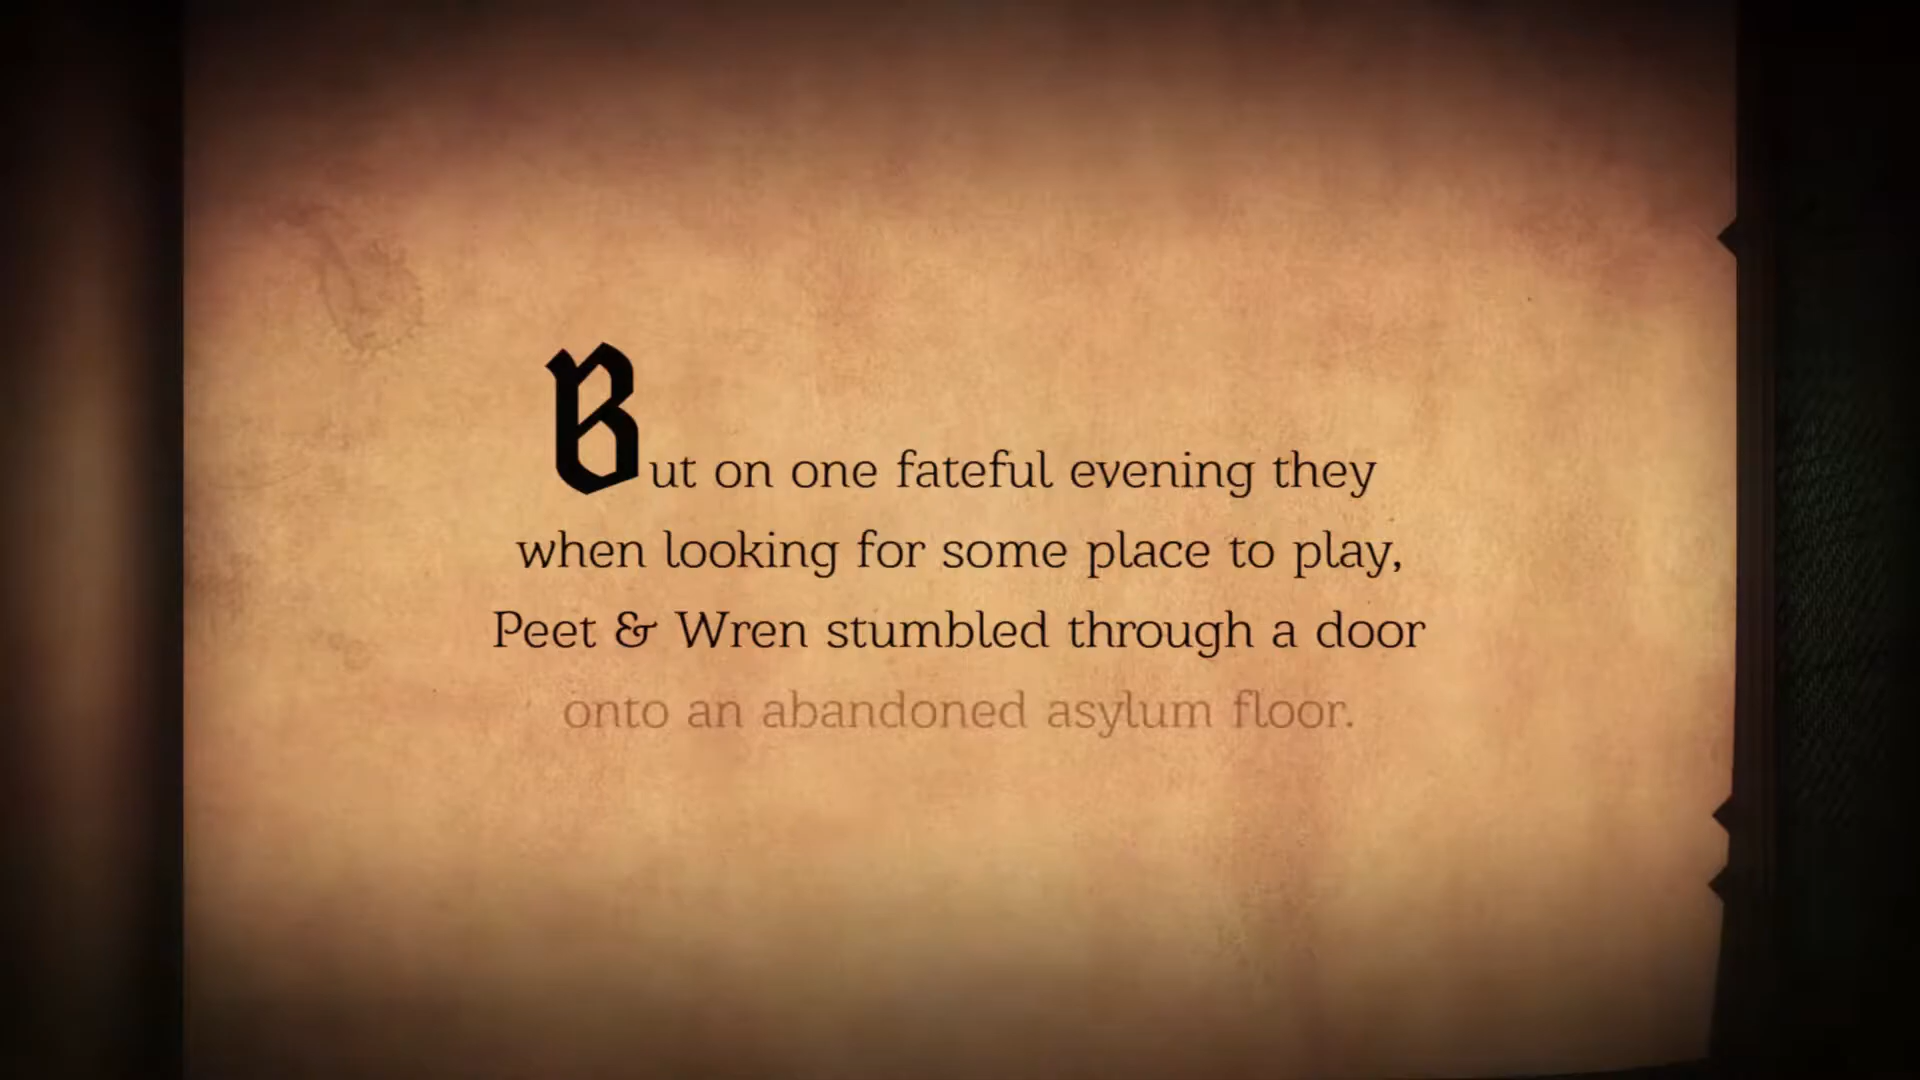 But on one fateful evening they
when looking for some place to play,
Peet & Wren stumbled through a door
onto an abandoned asylum floor.